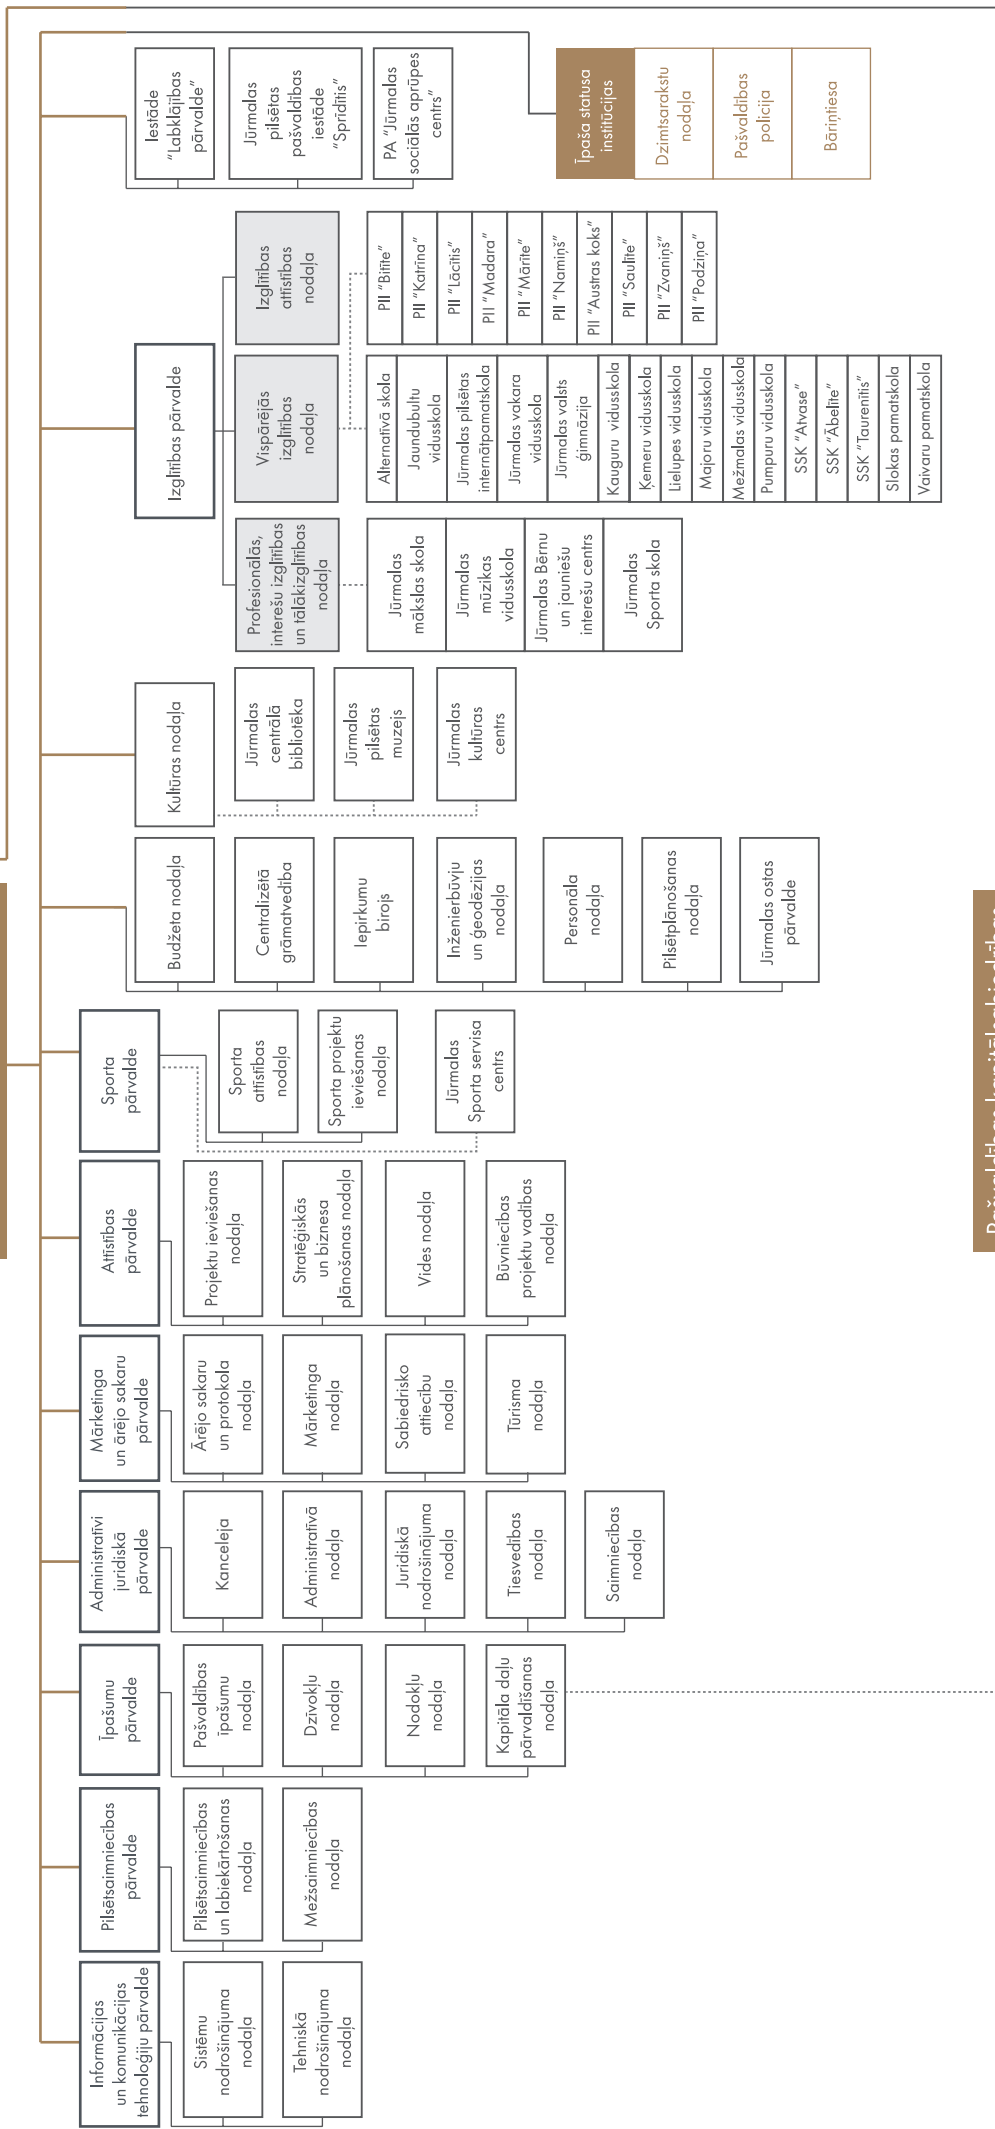 Informācijas
un komunikācijas
tehnoloģiju pārvalde
Sistēmu
nodrošinājuma
nodaļa
Tehniskā
nodrošinājuma
nodaļa
Pilsētsaimniecības
pārvalde
Pilsētsaimniecības
un labiekārtošanas
nodaļa
Mežsaimniecības
nodaļa
Īpašumu
pārvalde
Pašvaldības
īpašumu
nodaļa
Dzīvokļu
nodaļa
Nodokļu
nodaļa
Kapitāla daļu
pārvaldīšanas
nodaļa
Administratīvi
juridiskā
pārvalde
Kanceleja
Administratīvā
nodaļa
Juridiskā
nodrošinājuma
nodaļa
Tiesvedības
nodaļa
Saimniecības
nodaļa
Mārketinga
un ārējo sakaru
pārvalde
Ārējo sakaru
un protokola
nodaļa
Mārketinga
nodaļa
Sabiedrisko
attiecību
nodaļa
Tūrisma
nodaļa
Attīstības
pārvalde
Projektu ieviešanas
nodaļa
Stratēģiskās
un biznesa
plānošanas nodaļa
Vides nodaļa
Būvniecības
projektu vadības
nodaļa
Sporta
pārvalde
Sporta
attīstības
nodaļa
Sporta projektu
ieviešanas
nodaļa
Jūrmalas
Sporta servisa
centrs
Budžeta nodaļa
Centralizētā
grāmatvedība
Iepirkumu
birojs
Inženierbūvju
un ģeodēzijas
nodaļa
Personāla
nodaļa
Pilsētplānošanas
nodaļa
Jūrmalas ostas
pārvalde
Kultūras nodaļa
Jūrmalas
centrālā
bibliotēka
Jūrmalas
pilsētas
muzejs
Jūrmalas
kultūras
centrs
Izglītības pārvalde
Profesionālās,
interešu izglītības
un tālākizglītības
nodaļa
Jūrmalas
mākslas skola
Jūrmalas
mūzikas
vidusskola
Jūrmalas Bērnu
un jauniešu
interešu centrs
Jūrmalas
Sporta skola
Vispārējās
izglītības
nodaļa
Alternatīvā skola
Jaundubultu
vidusskola
Jūrmalas pilsētas
internātpamatskola
Jūrmalas vakara
vidusskola
Jūrmalas valsts
ģimnāzija
Kauguru vidusskola
Ķemeru vidusskola
Lielupes vidusskola
Majoru vidusskola
Mežmalas vidusskola
Pumpuru vidusskola
SSK “Atvase”
SSK “Ābelīte”
SSK “Taurenītis”
Slokas pamatskola
Vaivaru pamatskola
Izglītības
attīstības
nodaļa
PII “Bitīte”
PII “Katrīna”
PII “Lācītis”
PII “Madara”
PII “Mārīte”
PII “Namiņš”
PII “Austras koks”
PII “Saulīte”
PII “Zvaniņš”
PII “Podziņa”
Iestāde
“Labklājības
pārvalde”
Jūrmalas
pilsētas
pašvaldības
iestāde
“Sprīdītis”
PA “Jūrmalas
sociālās aprūpes
centrs”
Īpaša statusa
institūcijas
Dzimtsarakstu
nodaļa
Pašvaldības
policija
Bāriņtiesa
Pašvaldības kapitālsabiedrības